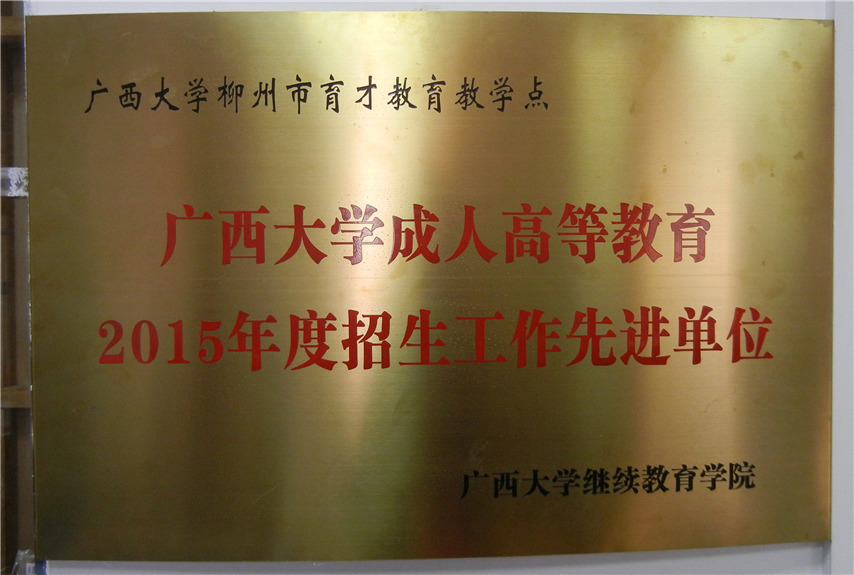 广西大学柳州市育才教育教学点
广西大学成人高等教育
2015年度招生工作先进单位
广西大学继续教育学院